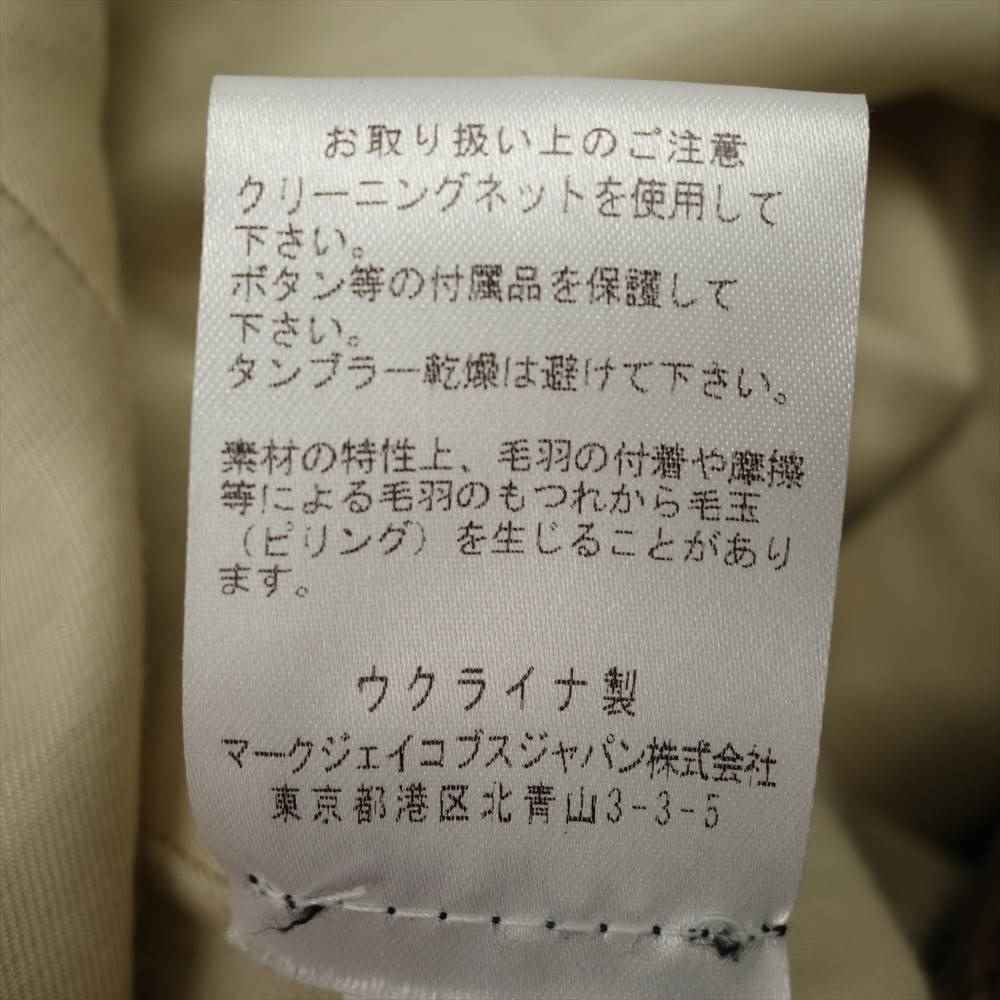 お取り扱い上のご注意
クリーニングネットを使用して
下さい。
ボタン等の付属品を保護して
下さい。
タンブラー乾燥は避けて下さい。
素材の特性上、毛羽の付着や摩擦
等による毛羽のもつれから毛玉
（ピリング）を生じることがあり
ます。
ウクライナ製
マークジェイコブスジャパン株式会社
東京都港区北青山3-3-5